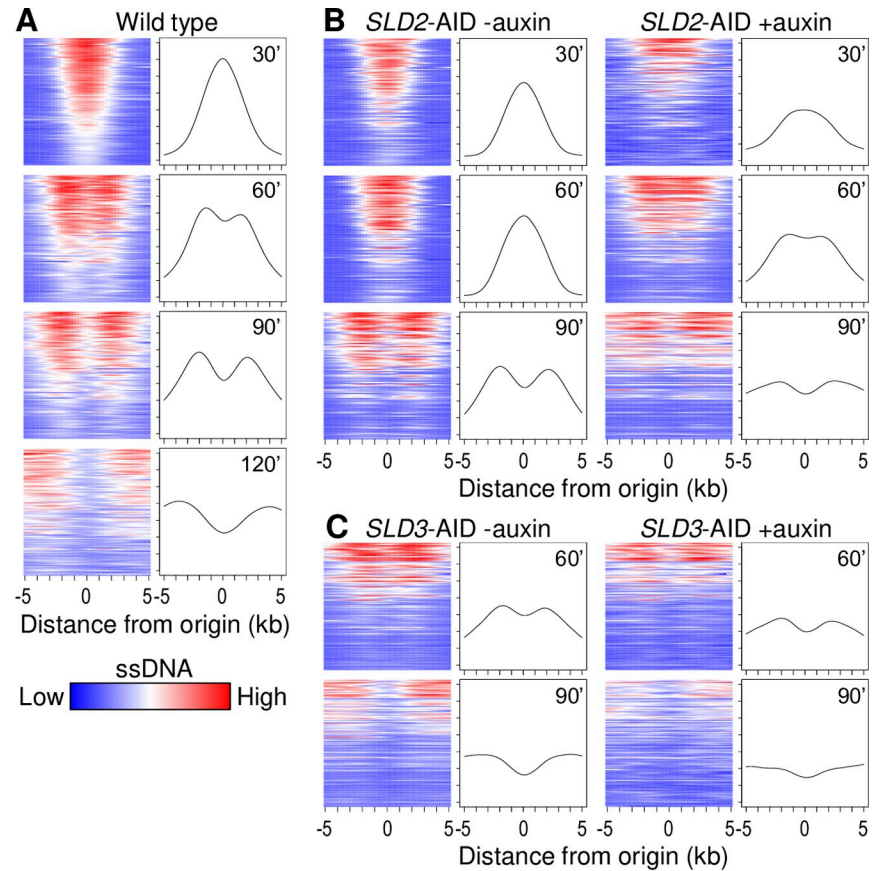 A Wild type
30'
60'
90'
120'
-5 0 5 -5 0 5
Distance from origin (kb)
ssDNA
Low High
B SLD2-AID -auxin SLD2-AID +auxin
30' 30'
60' 60'
90' 90'
-5 0 5 -5 0 5 -5 0 5 -5 0 5
Distance from origin (kb)
C SLD3-AID -auxin SLD3-AID +auxin
60' 60'
90' 90'
-5 0 5 -5 0 5 -5 0 5 -5 0 5
Distance from origin (kb)